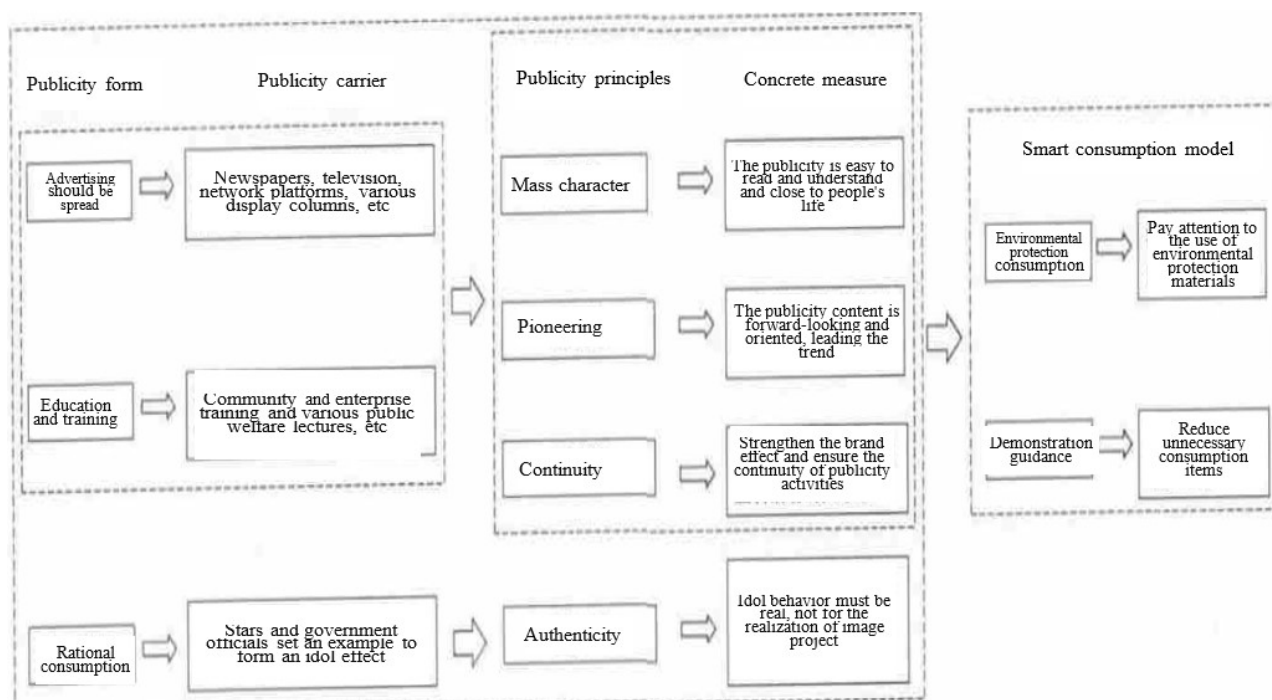 Publicity form
Publicity carrier
Publicity principles
Concrete measure
Smart consumption model
Advertising
should be
spread
Newspapers, television,
network platforms, various
display columns, etc
Mass character
The publicity is easy to
read and understand
and close to people's
life
Environmental
protection
consumption
Pay attention to
the use of
environmental
protection
materials
Pioneering
The publicity content is
forward-looking and
oriented, leading the
trend
Education
and training
Community and enterprise
training and various public
welfare lectures, etc
Continuity
Strengthen the brand
effect and ensure the
continuity of publicity
activities
Demonstration
guidance
Reduce
unnecessary
consumption
items
Rational
consumption
Stars and government
officials set an example to
form an idol effect
Authenticity
Idol behavior must be
real, not for the
realization of image
project